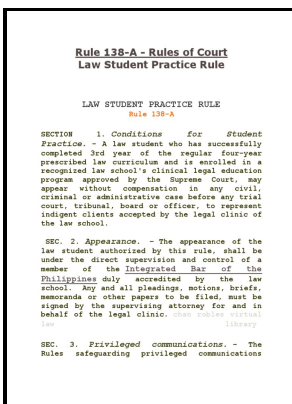 Rule 138-A - Rules of Court
Law Student Practice Rule
LAW STUDENT PRACTICE RULE
Rule 138-A
SECTION 1. Conditions for Student
Practice. – A law student who has successfully
completed 3rd year of the regular four-year
prescribed law curriculum and is enrolled in a
recognized law school's clinical legal education
program approved by the Supreme Court, may
appear without compensation in any civil,
criminal or administrative case before any trial
court, tribunal, board or officer, to represent
indigent clients accepted by the legal clinic of
the law school.
SEC. 2. Appearance. – The appearance of the
law student authorized by this rule, shall be
under the direct supervision and control of a
member of the Integrated Bar of the
Philippines duly accredited by the law
school. Any and all pleadings, motions, briefs,
memoranda or other papers to be filed, must be
signed by the supervising attorney for and in
behalf of the legal clinic. chan robles virtual
law library
SEC. 3. Privileged communications. – The
Rules safeguarding privileged communications